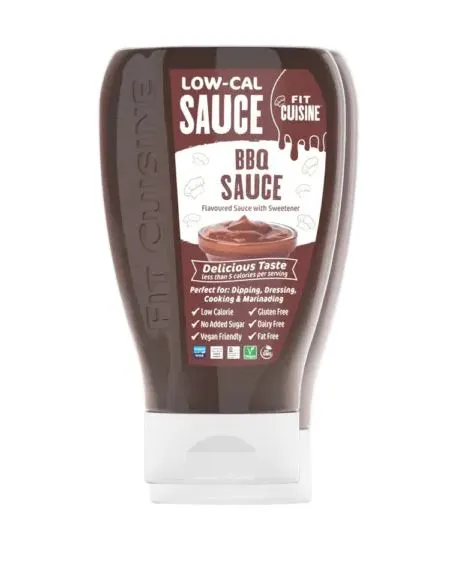 LOW-CAL
SAUCE
FIT
CUISINE
BBQ
SAUCE
Flavoured Sauce with Sweetener
Delicious Taste
less than 5 calories per serving
Perfect for: Dipping, Dressing,
Cooking & Marinading
✓ Low Calorie ✓ Gluten Free
✓ No Added Sugar ✓ Dairy Free
✓ Vegan Friendly ✓ Fat Free
FIT CUISINE